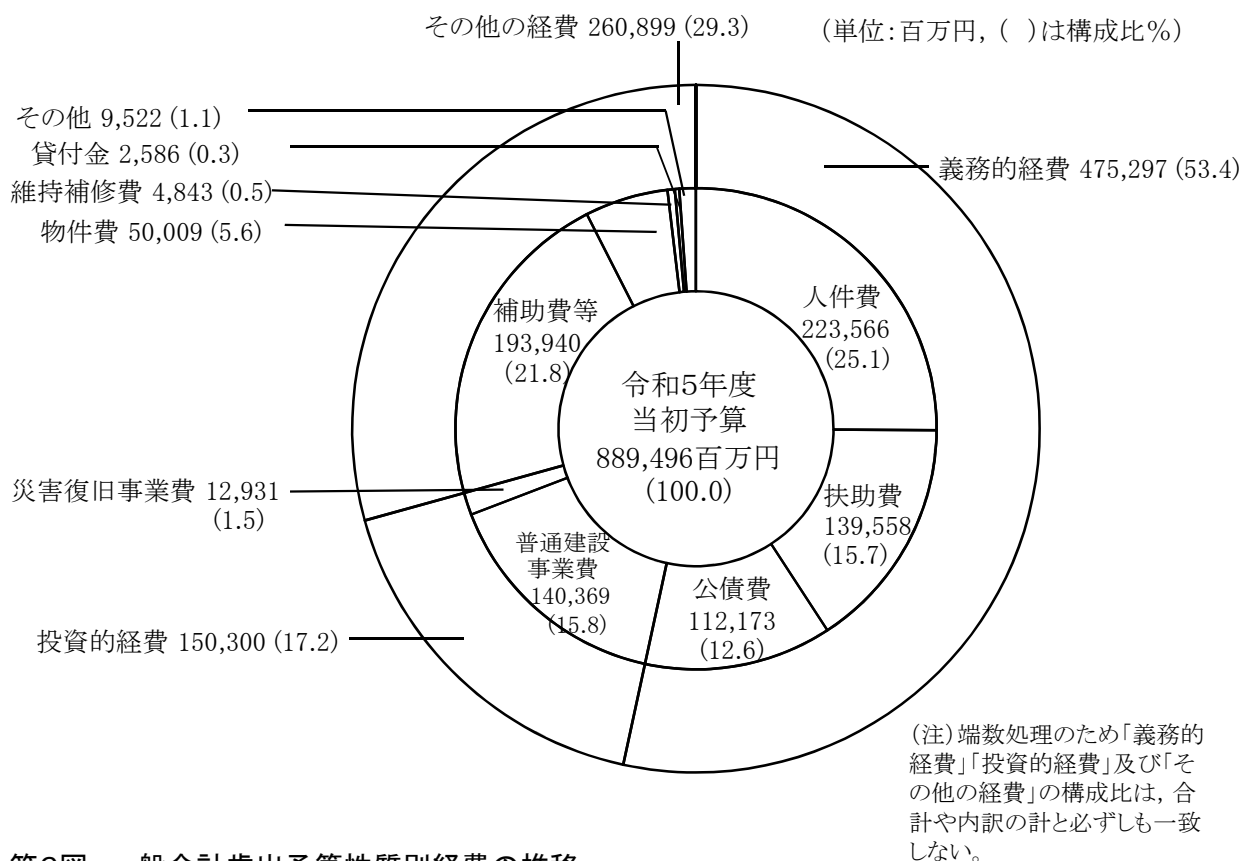 その他の経費 260,899 (29.3)
(単位:百万円, ( )は構成比%)
その他 9,522 (1.1)
貸付金 2,586 (0.3)
維持補修費 4,843 (0.5)
物件費 50,009 (5.6)
義務的経費 475,297 (53.4)
人件費
223,566
(25.1)
補助費等
193,940
(21.8)
令和5年度
当初予算
889,496百万円
(100.0)
扶助費
139,558
(15.7)
災害復旧事業費 12,931
(1.5)
普通建設
事業費
140,369
(15.8)
公債費
112,173
(12.6)
投資的経費 150,300 (17.2)
(注)端数処理のため「義務的
経費」「投資的経費」及び「そ
の他の経費」の構成比は, 合
計や内訳の計と必ずしも一致
しない。